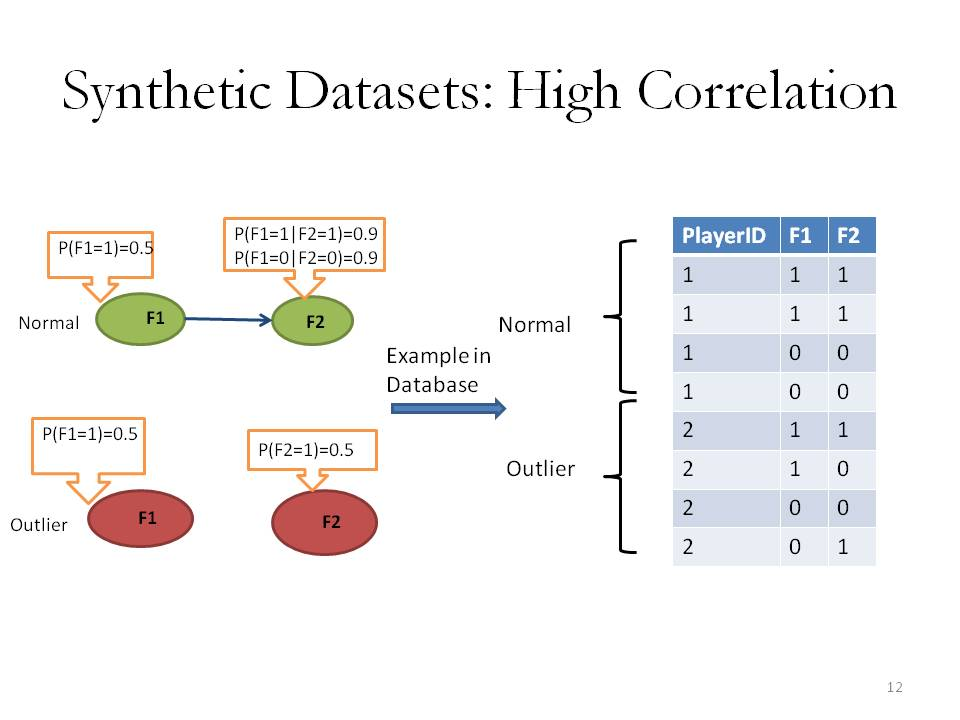 Synthetic Datasets: High Correlation
P(F1=1)=0.5
P(F1=1|F2=1)=0.9
P(F1=0|F2=0)=0.9
Normal
F1
F2
Example in
Database
P(F1=1)=0.5
P(F2=1)=0.5
Outlier
F1
F2
Normal
Outlier
PlayerID F1 F2
1 1 1
1 1 1
1 0 0
1 0 0
2 1 1
2 1 0
2 0 0
2 0 1
12